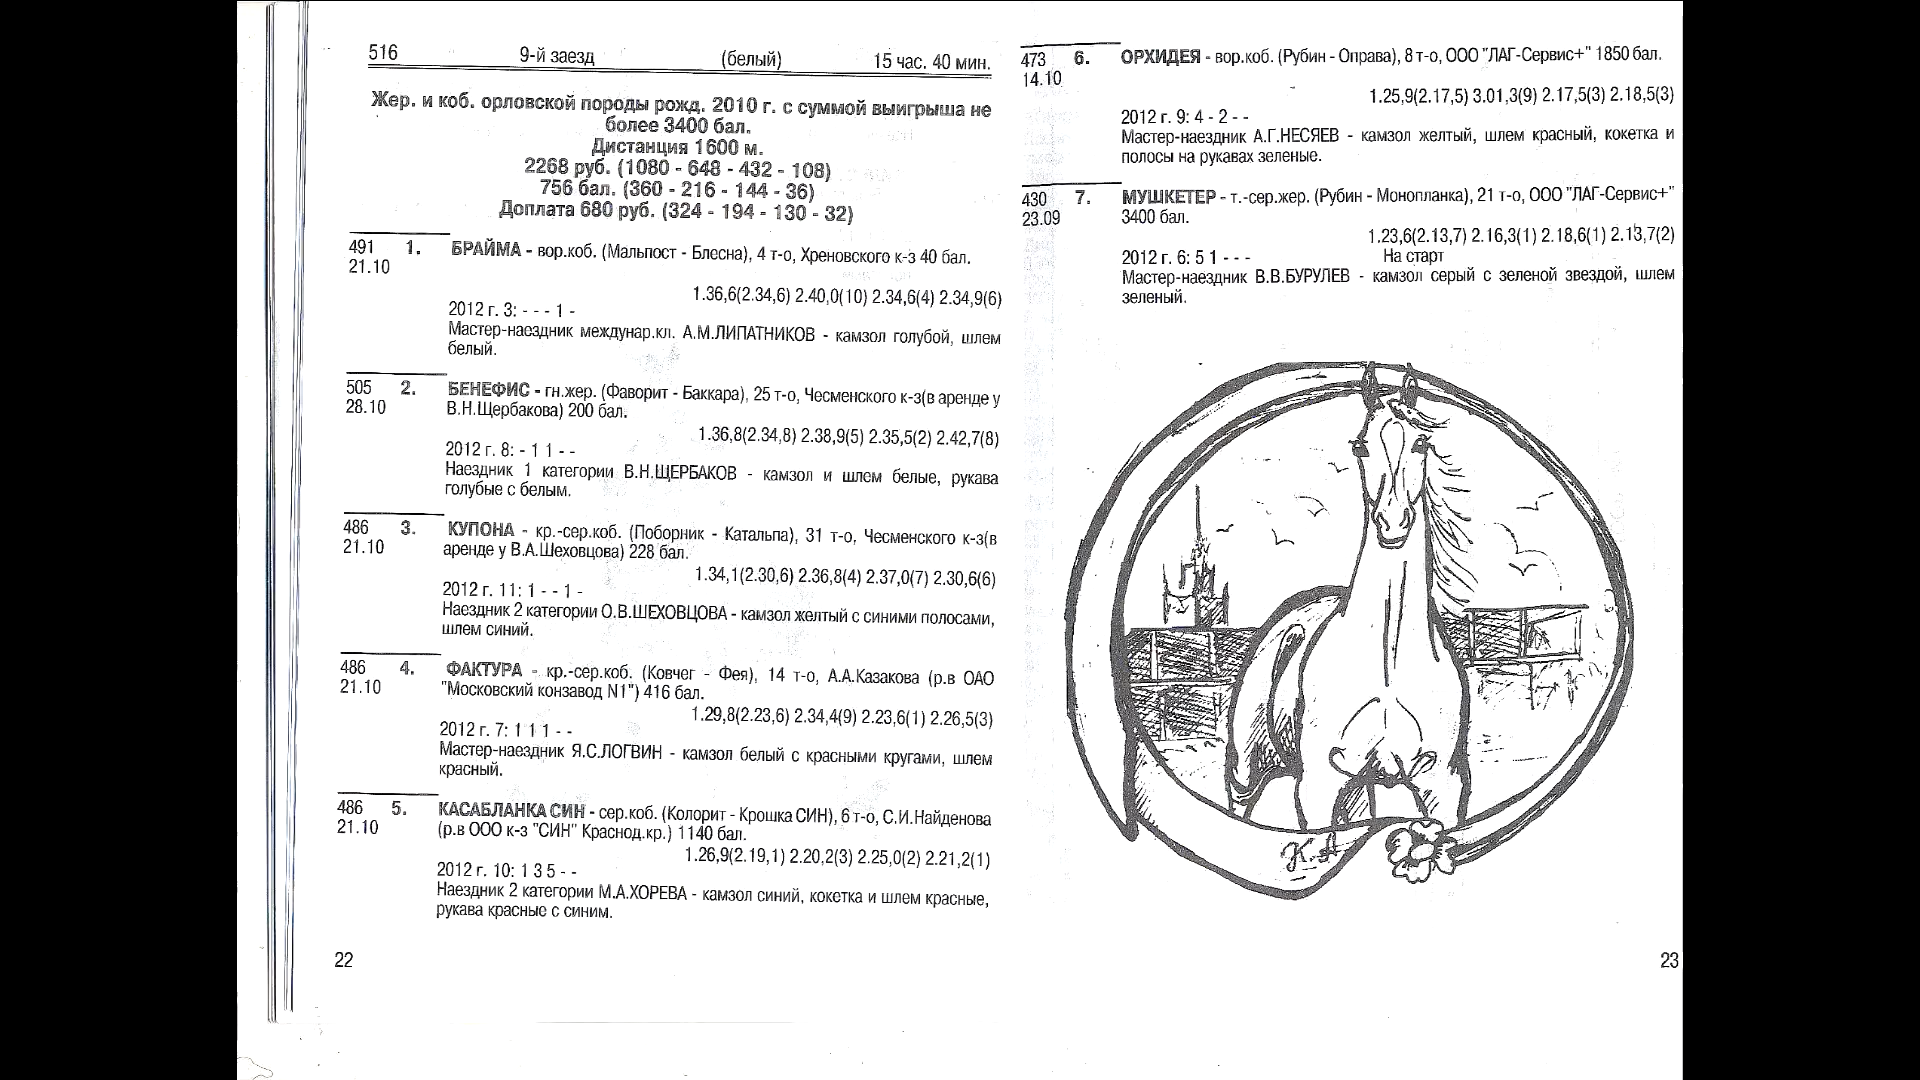 516 9-й заезд (белый) 15 час. 40 мин.
Жер. и коб. орловской породы рожд. 2010 г. с суммой выигрыша не
более 3400 бал.
Дистанция 1600 м.
2268 руб. (1080 - 648 - 432 - 108)
756 бал. (360 - 216 - 144 - 36)
Доплата 680 руб. (324 - 194 - 130 - 32)
491 1. БРАЙМА - вор.коб. (Мальпост - Блесна), 4 т-о, Хреновского к-з 40 бал.
21.10
1.36,6(2.34,6) 2.40,0(10) 2.34,6(4) 2.34,9(6)
2012 г. 3: - - - 1 -
Мастер-наездник междунар.кл. А.М.ЛИПАТНИКОВ - камзол голубой, шлем
белый.
505 2. БЕНЕФИС - гн.жер. (Фаворит - Баккара), 25 т-о, Чесменского к-з(в аренде у
28.10 В.Н.Щербакова) 200 бал.
1.36,8(2.34,8) 2.38,9(5) 2.35,5(2) 2.42,7(8)
2012 г. 8: - 1 1 - -
Наездник 1 категории В.Н.ЩЕРБАКОВ - камзол и шлем белые, рукава
голубые с белым.
486 3. КУПОНА - кр.-сер.коб. (Поборник - Катальпа), 31 т-о, Чесменского к-з(в
21.10 аренде у В.А.Шеховцова) 228 бал.
1.34,1(2.30,6) 2.36,8(4) 2.37,0(7) 2.30,6(6)
2012 г. 11: 1 - - 1 -
Наездник 2 категории О.В.ШЕХОВЦОВА - камзол желтый с синими полосами,
шлем синий.
486 4. ФАКТУРА - кр.-сер.коб. (Ковчег - Фея), 14 т-о, А.А.Казакова (р.в ОАО
21.10 "Московский конзавод N1") 416 бал.
1.29,8(2.23,6) 2.34,4(9) 2.23,6(1) 2.26,5(3)
2012 г. 7: 1 1 1 - -
Мастер-наездник Я.С.ЛОГВИН - камзол белый с красными кругами, шлем
красный.
486 5. КАСАБЛАНКА СИН - сер.коб. (Колорит - Крошка СИН), 6 т-о, С.И.Найденова
21.10 (р.в ООО к-з "СИН" Краснод.кр.) 1140 бал.
1.26,9(2.19,1) 2.20,2(3) 2.25,0(2) 2.21,2(1)
2012 г. 10: 1 3 5 - -
Наездник 2 категории М.А.ХОРЕВА - камзол синий, кокетка и шлем красные,
рукава красные с синим.
22
473 6. ОРХИДЕЯ - вор.коб. (Рубин - Оправа), 8 т-о, ООО "ЛАГ-Сервис+" 1850 бал.
14.10
1.25,9(2.17,5) 3.01,3(9) 2.17,5(3) 2.18,5(3)
2012 г. 9: 4 - 2 - -
Мастер-наездник А.Г.НЕСЯЕВ - камзол желтый, шлем красный, кокетка и
полосы на рукавах зеленые.
430 7. МУШКЕТЕР - т.-сер.жер. (Рубин - Монопланка), 21 т-о, ООО "ЛАГ-Сервис+"
23.09 3400 бал.
1.23,6(2.13,7) 2.16,3(1) 2.18,6(1) 2.13,7(2)
2012 г. 6: 5 1 - - - На старт
Мастер-наездник В.В.БУРУЛЕВ - камзол серый с зеленой звездой, шлем
зеленый.
К.А
23